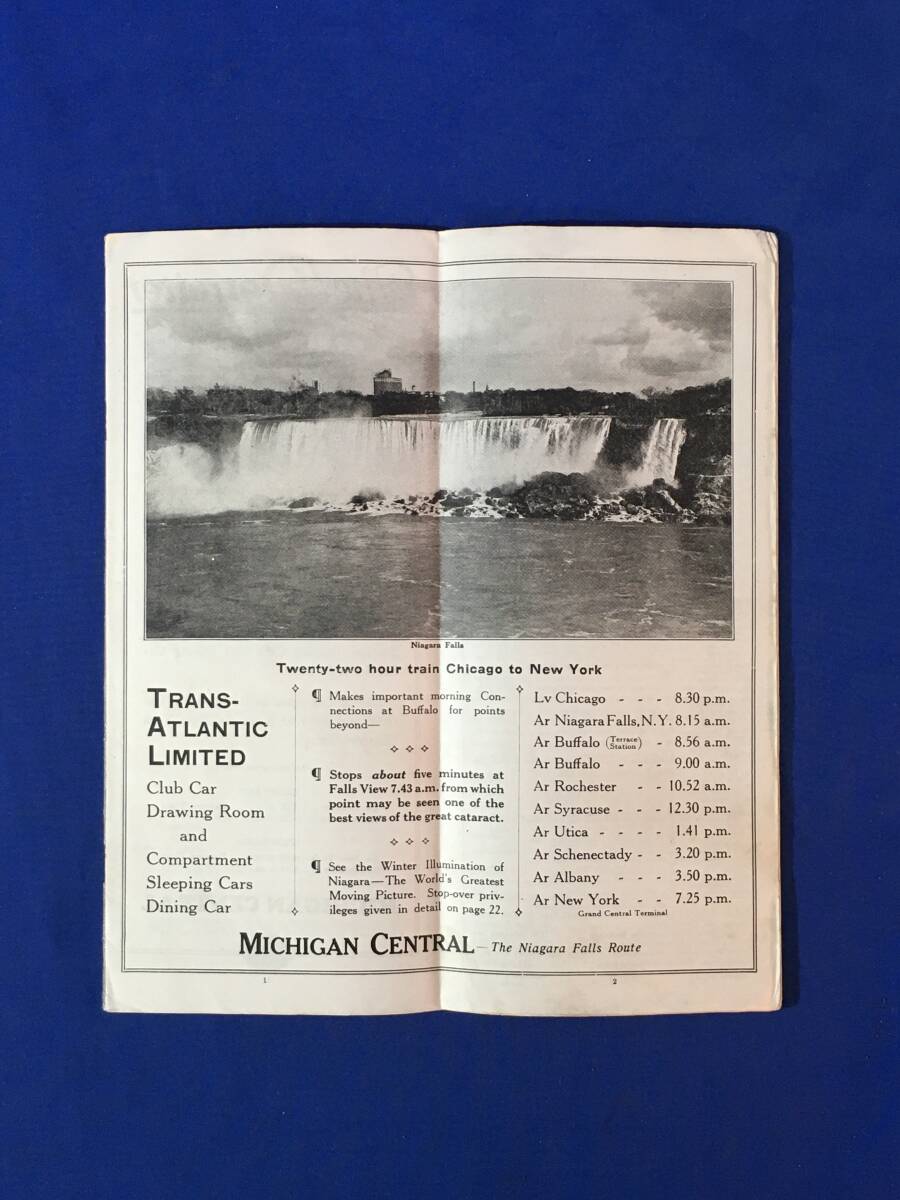 Niagara Falls
Twenty-two hour train Chicago to New York
TRANS-
ATLANTIC
LIMITED
Club Car
Drawing Room
and
Compartment
Sleeping Cars
Dining Car
¶ Makes important morning Con-
nections at Buffalo for points
beyond—
¶ Stops about five minutes at
Falls View 7.43 a.m. from which
point may be seen one of the
best views of the great cataract.
¶ See the Winter Illumination of
Niagara—The World's Greatest
Moving Picture. Stop-over priv-
ileges given in detail on page 22.
Lv Chicago - - - 8.30 p.m.
Ar Niagara Falls, N.Y. 8.15 a.m.
Ar Buffalo (Terrace Station) - 8.56 a.m.
Ar Buffalo - - - 9.00 a.m.
Ar Rochester - - 10.52 a.m.
Ar Syracuse - - - 12.30 p.m.
Ar Utica - - - - 1.41 p.m.
Ar Schenectady - - 3.20 p.m.
Ar Albany - - - 3.50 p.m.
Ar New York - - 7.25 p.m.
Grand Central Terminal
MICHIGAN CENTRAL—The Niagara Falls Route
1 2